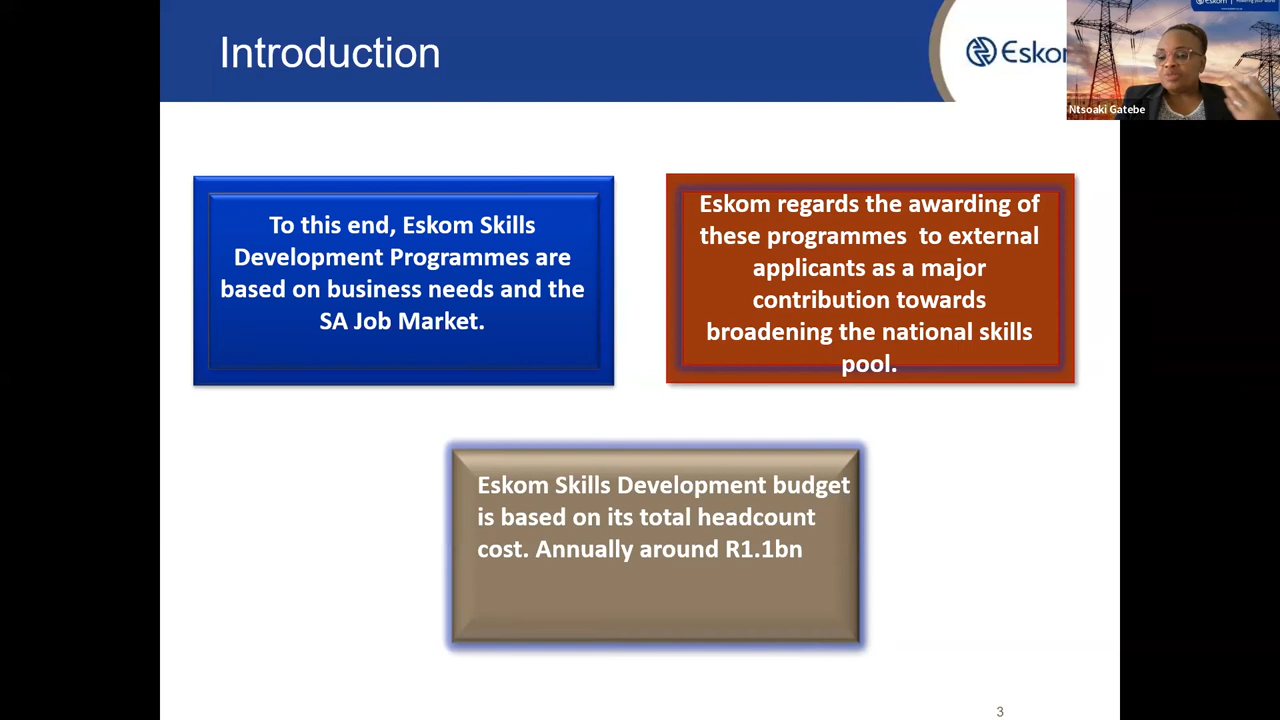 Introduction
Eskom
Ntsoaki Gatebe
To this end, Eskom Skills
Development Programmes are
based on business needs and the
SA Job Market.
Eskom regards the awarding of
these programmes to external
applicants as a major
contribution towards
broadening the national skills
pool.
Eskom Skills Development budget
is based on its total headcount
cost. Annually around R1.1bn
3